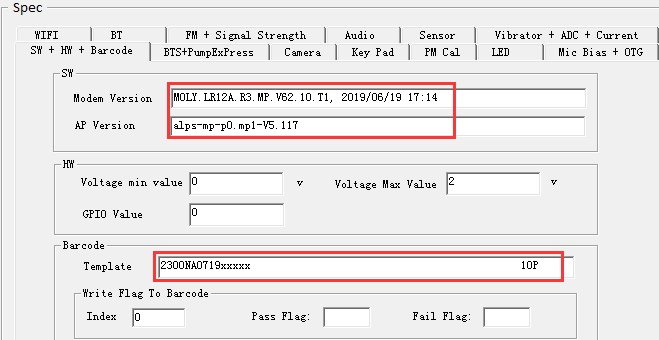 Spec
WIFI BT FM + Signal Strength Audio Sensor Vibrator + ADC + Current
SW + HW + Barcode BTS+PumpExPress Camera Key Pad PM Cal LED Mic Bias + OTG
SW
Modem Version MOLY.LR12A.R3.MP.V62.10.T1, 2019/06/19 17:14
AP Version alps-mp-p0.mp1-V5.117
HW
Voltage min value 0 v Voltage Max Value 2 v
GPIO Value 0
Barcode
Template 2300NA0719xxxxx 10P
Write Flag To Barcode
Index 0 Pass Flag: Fail Flag: